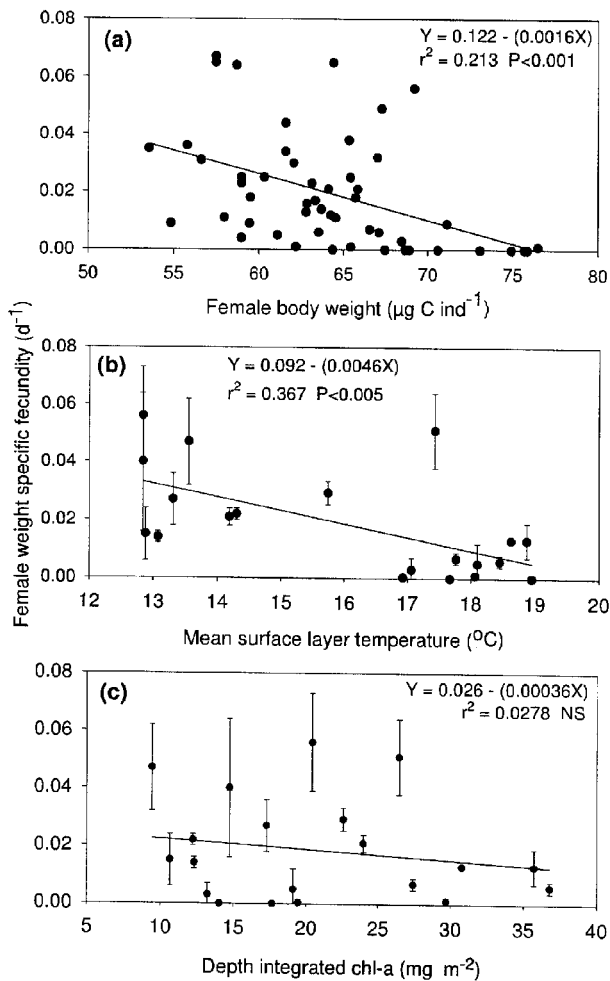 Female weight specific fecundity (d⁻¹)
(a)
Y = 0.122 - (0.0016X)
r² = 0.213 P<0.001
0.08
0.06
0.04
0.02
0.00
50 55 60 65 70 75 80
Female body weight (µg C ind⁻¹)
(b)
Y = 0.092 - (0.0046X)
r² = 0.367 P<0.005
0.08
0.06
0.04
0.02
0.00
12 13 14 15 16 17 18 19 20
Mean surface layer temperature (ºC)
(c)
Y = 0.026 - (0.00036X)
r² = 0.0278 NS
0.08
0.06
0.04
0.02
0.00
5 10 15 20 25 30 35 40
Depth integrated chl-a (mg m⁻²)